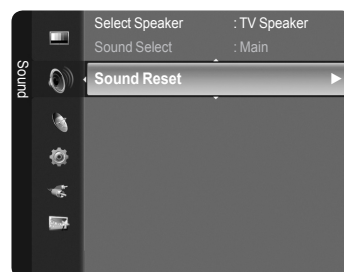 Select Speaker : TV Speaker
Sound Select : Main
Sound Reset
Sound